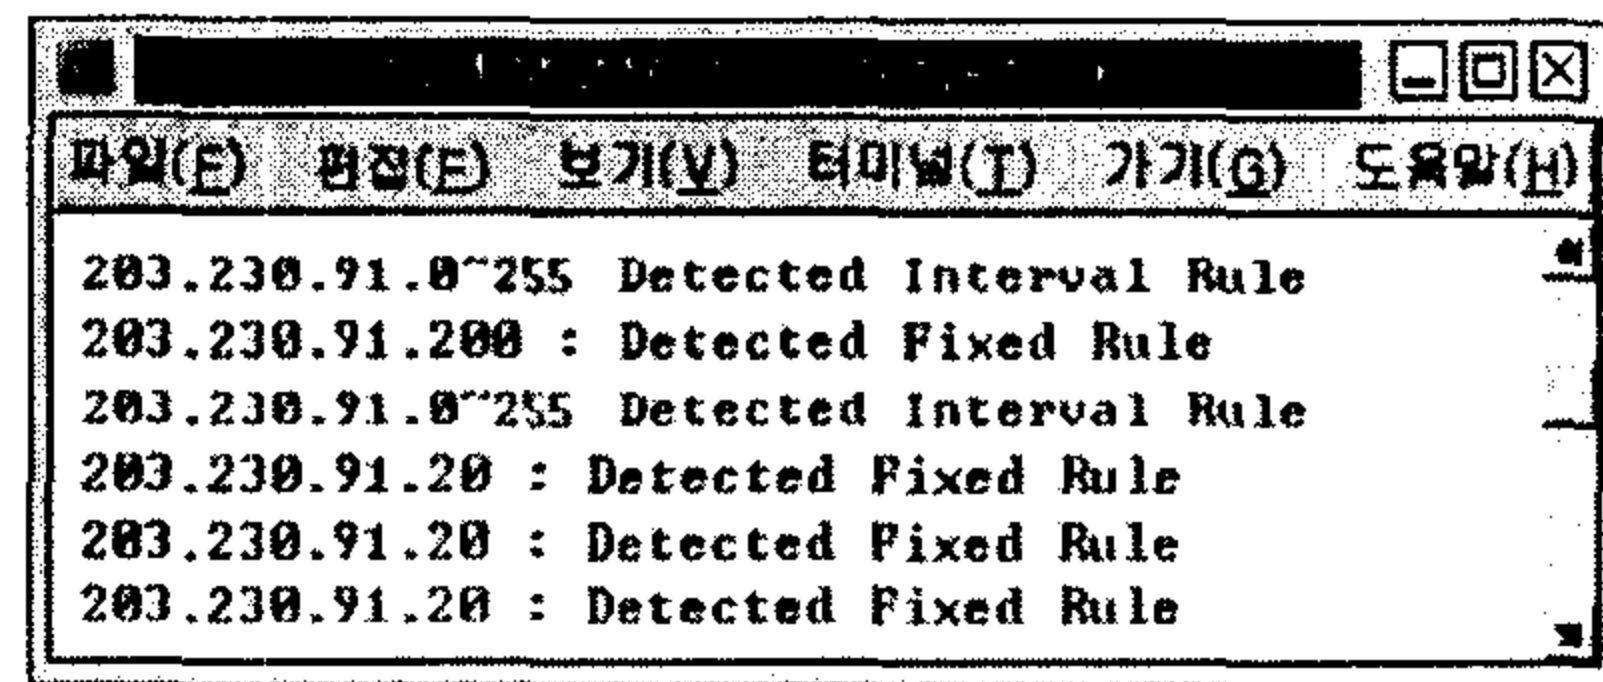 파일(F) 편집(E) 보기(V) 터미널(T) 가기(G) 도움말(H)
203.230.91.0~255 Detected Interval Rule
203.230.91.200 : Detected Fixed Rule
203.230.91.0~255 Detected Interval Rule
203.230.91.20 : Detected Fixed Rule
203.230.91.20 : Detected Fixed Rule
203.230.91.20 : Detected Fixed Rule